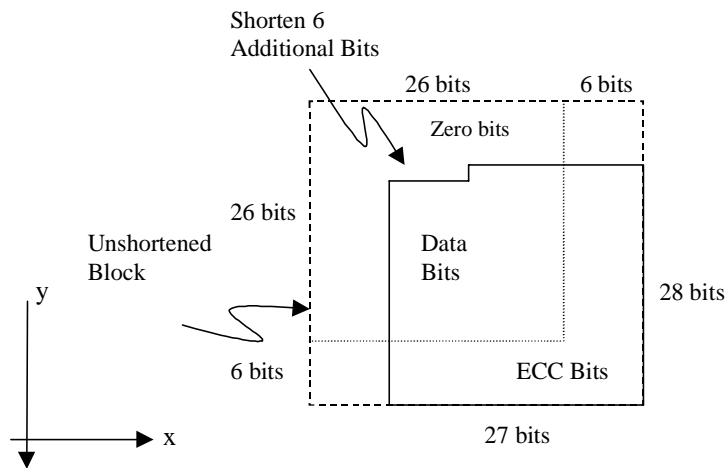 Shorten 6
Additional Bits
26 bits
6 bits
Zero bits
26 bits
Unshortened
Block
Data
Bits
28 bits
y
6 bits
ECC Bits
x
27 bits